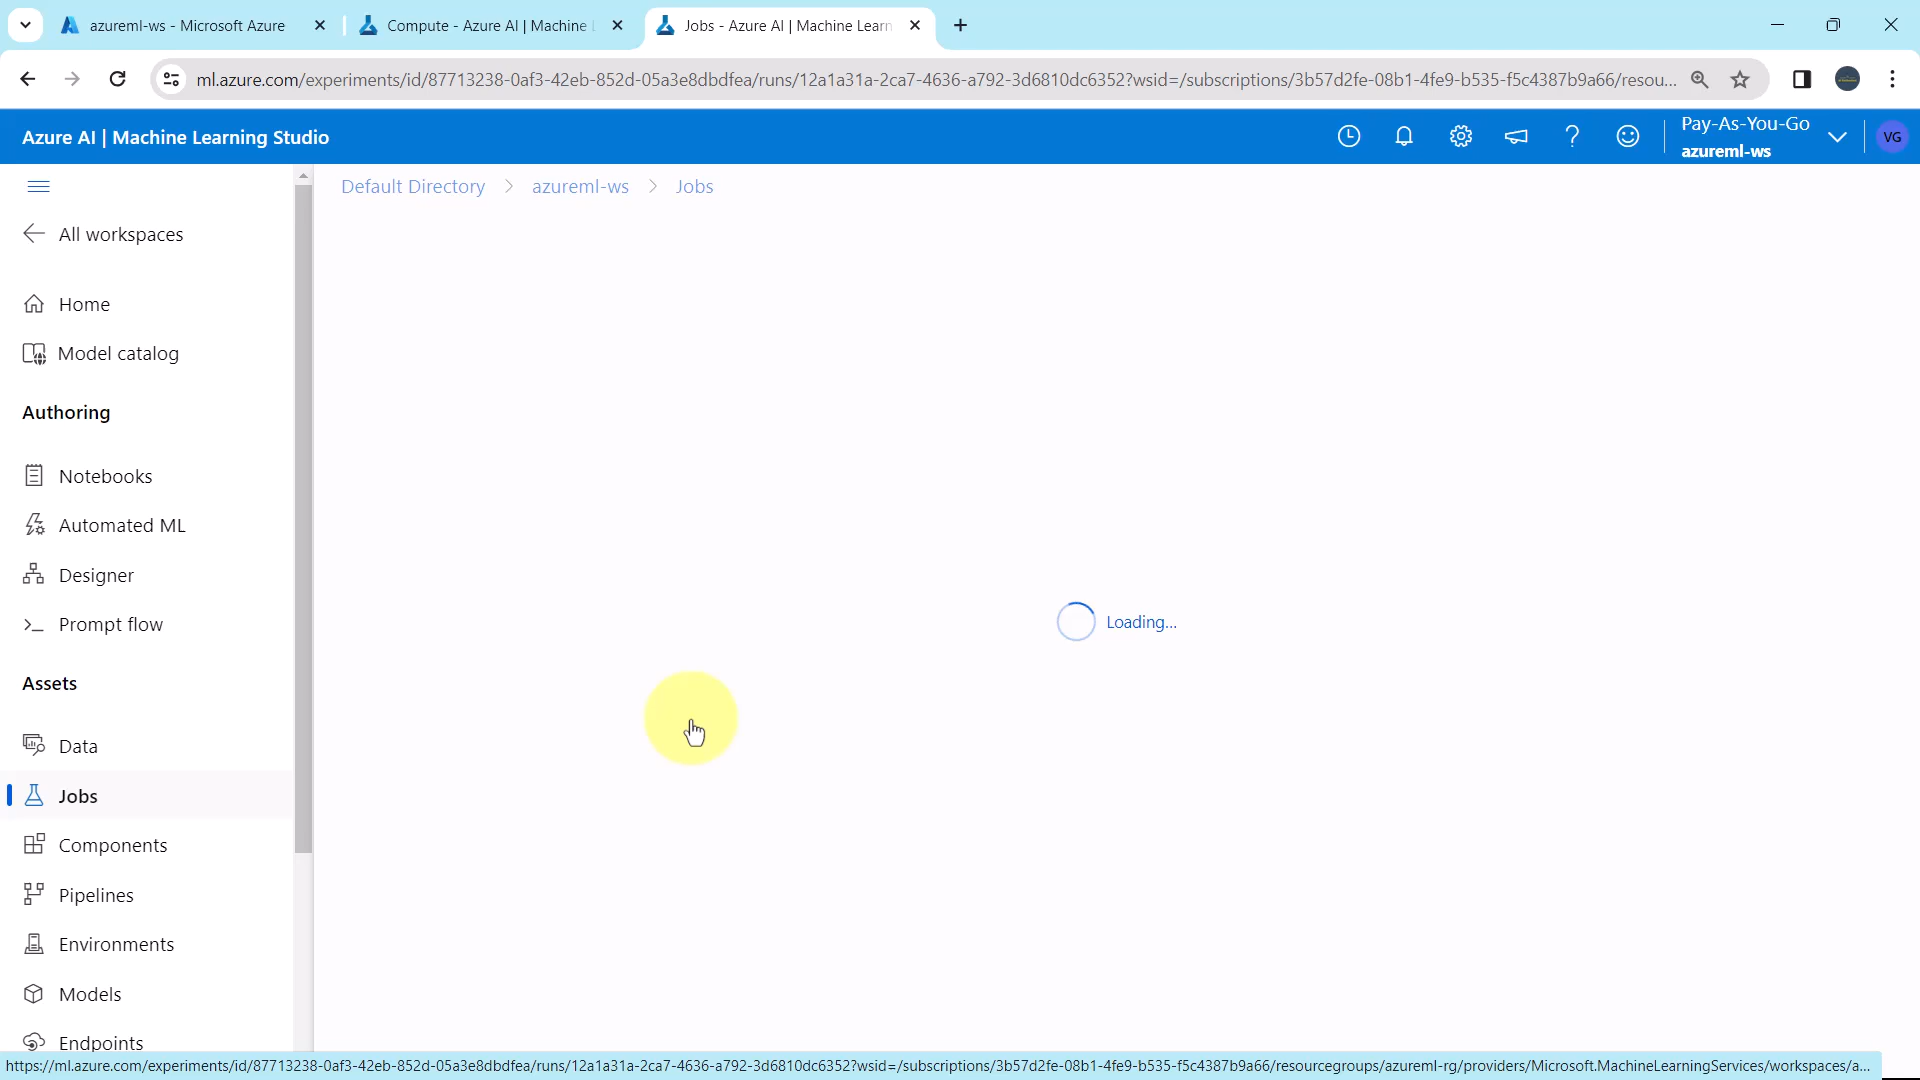 azureml-ws - Microsoft Azure
Compute - Azure AI | Machine L
Jobs - Azure AI | Machine Learn
ml.azure.com/experiments/id/87713238-0af3-42eb-852d-05a3e8dbdfea/runs/12a1a31a-2ca7-4636-a792-3d6810dc6352?wsid=/subscriptions/3b57d2fe-08b1-4fe9-b535-f5c4387b9a66/resou...
Azure AI | Machine Learning Studio
Pay-As-You-Go
azureml-ws
VG
Default Directory > azureml-ws > Jobs
All workspaces
Home
Model catalog
Authoring
Notebooks
Automated ML
Designer
Prompt flow
Loading...
Assets
Data
Jobs
Components
Pipelines
Environments
Models
Endpoints
https://ml.azure.com/experiments/id/87713238-0af3-42eb-852d-05a3e8dbdfea/runs/12a1a31a-2ca7-4636-a792-3d6810dc6352?wsid=/subscriptions/3b57d2fe-08b1-4fe9-b535-f5c4387b9a66/resourcegroups/azureml-rg/providers/Microsoft.MachineLearningServices/workspaces/a...